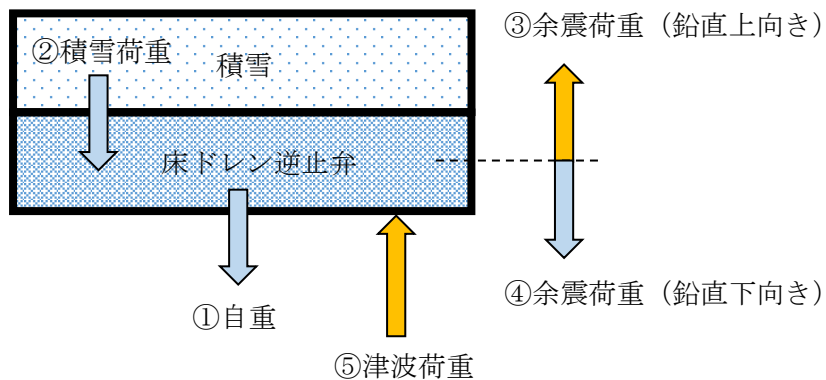 ③余震荷重（鉛直上向き）
②積雪荷重
積雪
床ドレン逆止弁
④余震荷重（鉛直下向き）
①自重
⑤津波荷重